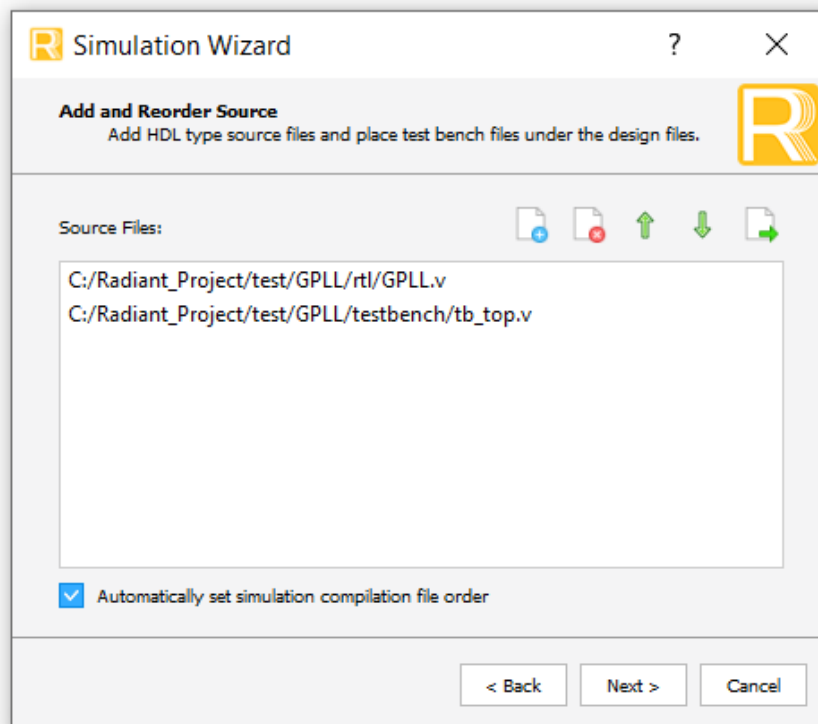 Simulation Wizard
?
Add and Reorder Source
Add HDL type source files and place test bench files under the design files.
Source Files:
C:/Radiant_Project/test/GPLL/rtl/GPLL.v
C:/Radiant_Project/test/GPLL/testbench/tb_top.v
Automatically set simulation compilation file order
< Back Next > Cancel